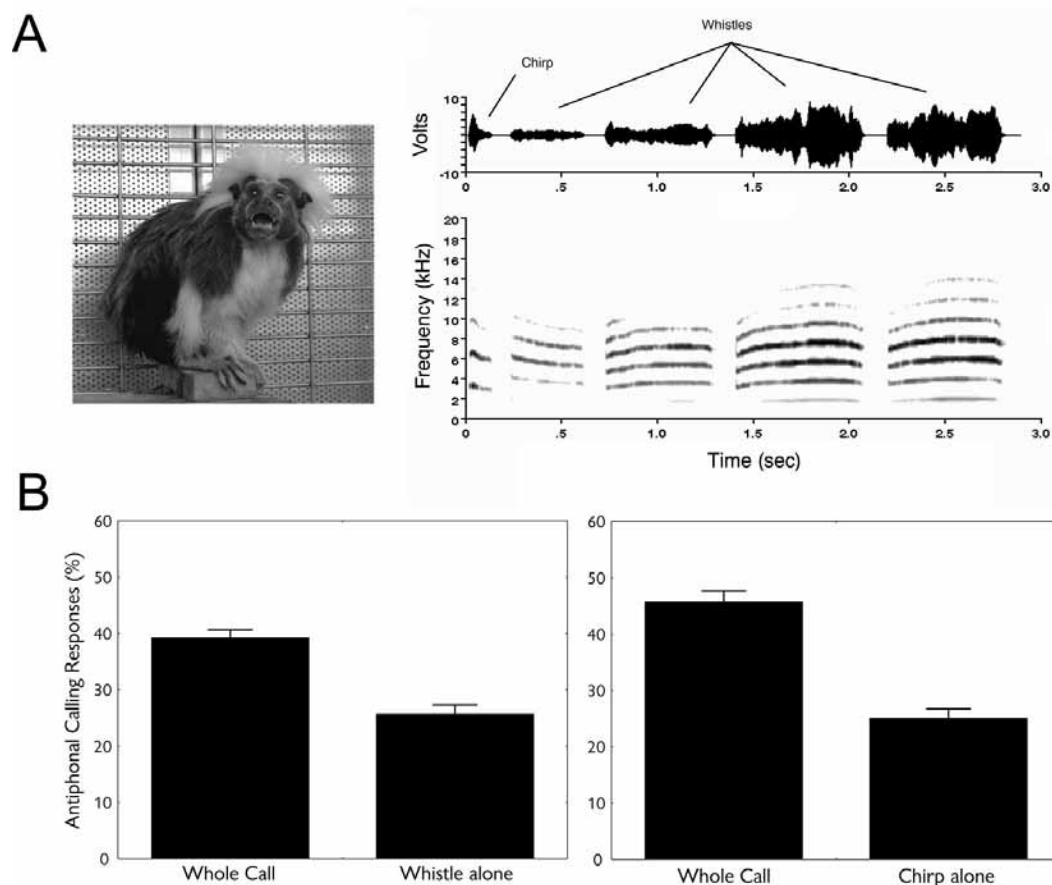 A
Whistles
Chirp
Volts
10
-10
0 .5 1.0 1.5 2.0 2.5 3.0
Frequency (kHz)
20
18
16
14
12
10
8
6
4
2
0
0 .5 1.0 1.5 2.0 2.5 3.0
Time (sec)
B
Antiphonal Calling Responses (%)
60
50
40
30
20
10
0
Whole Call Whistle alone
60
50
40
30
20
10
0
Whole Call Chirp alone